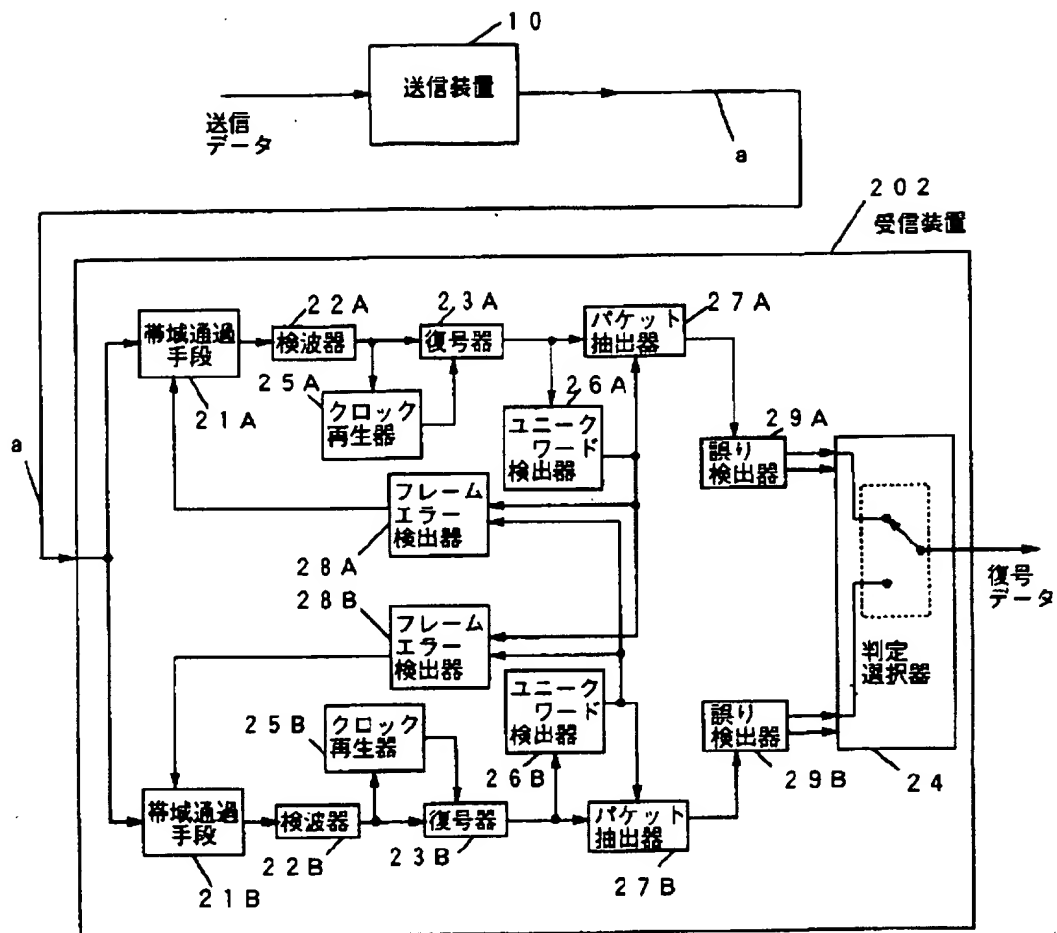 10
送信装置
送信
データ
a
202
受信装置
22A
23A
27A
帯域通過
手段
検波器
復号器
パケット
抽出器
25A
26A
21A
クロック
再生器
ユニーク
ワード
検出器
29A
誤り
検出器
a
フレーム
エラー
検出器
28A
28B
復号
データ
フレーム
エラー
検出器
判定
選択器
25B
クロック
再生器
ユニーク
ワード
検出器
誤り
検出器
26B
29B
24
帯域通過
手段
検波器
復号器
パケット
抽出器
22B
23B
27B
21B